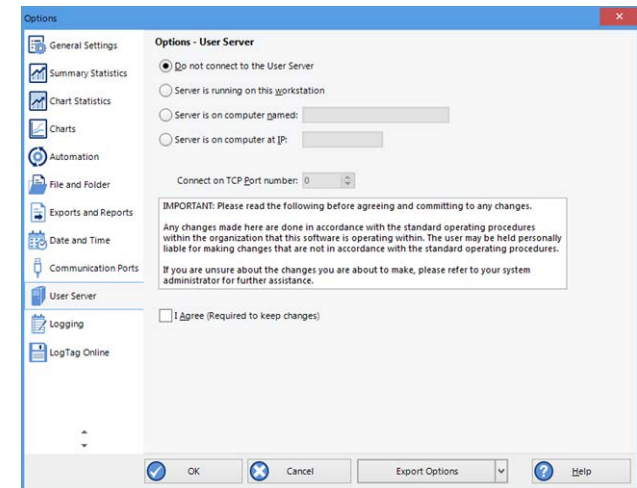 Options
General Settings
Summary Statistics
Chart Statistics
Charts
Automation
File and Folder
Exports and Reports
Date and Time
Communication Ports
User Server
Logging
LogTag Online
Options - User Server
Do not connect to the User Server
Server is running on this workstation
Server is on computer named:
Server is on computer at IP:
Connect on TCP Port number: 0
IMPORTANT: Please read the following before agreeing and committing to any changes.
Any changes made here are done in accordance with the standard operating procedures
within the organization that this software is operating within. The user may be held personally
liable for making changes that are not in accordance with the standard operating procedures.
If you are unsure about the changes you are about to make, please refer to your system
administrator for further assistance.
I Agree (Required to keep changes)
OK
Cancel
Export Options
Help